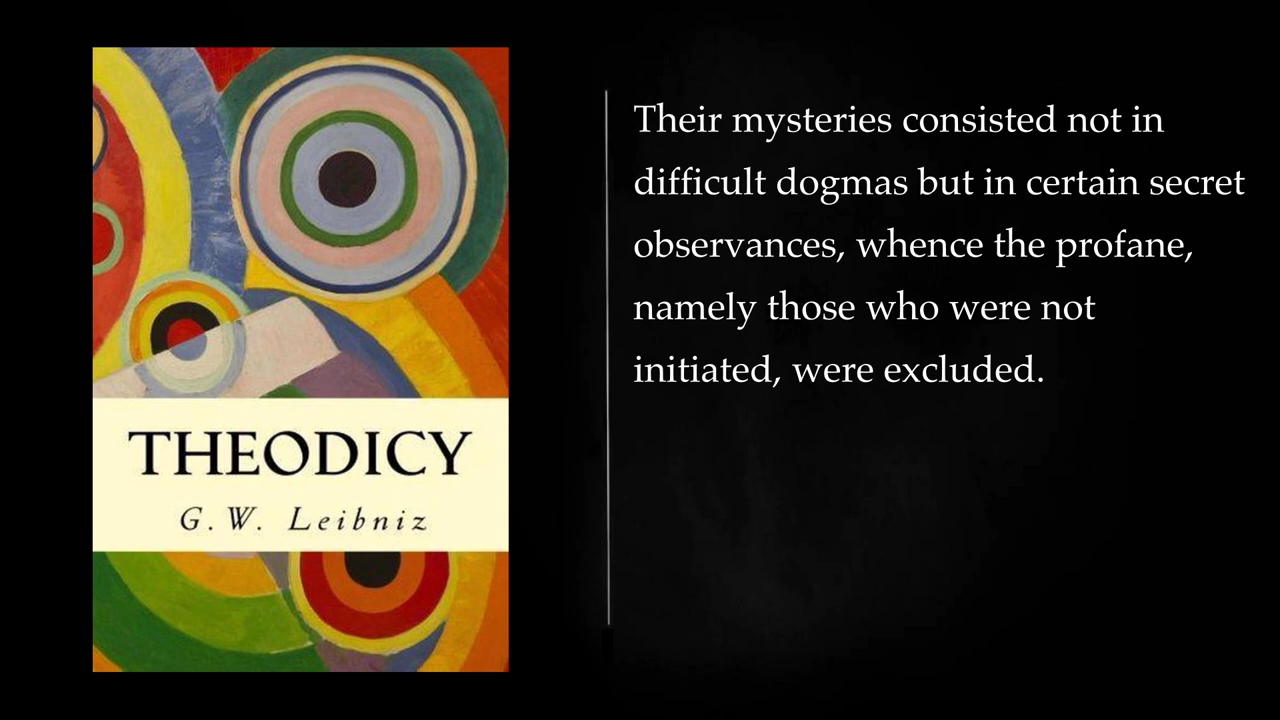 THEODICY
G. W. Leibniz
Their mysteries consisted not in
difficult dogmas but in certain secret
observances, whence the profane,
namely those who were not
initiated, were excluded.